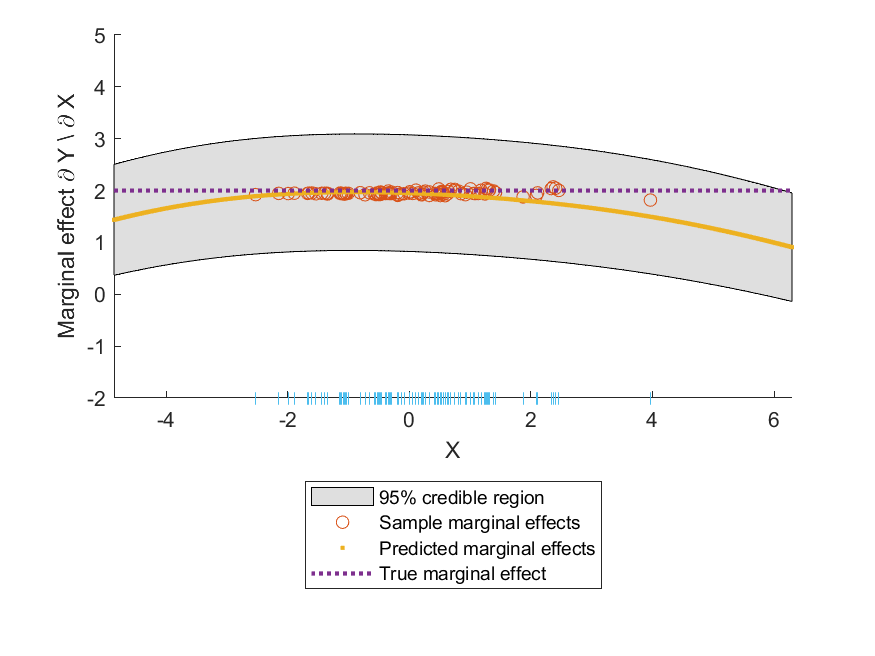 5
4
3
2
1
0
-1
-2
Marginal effect ∂ Y \ ∂ X
-4 -2 0 2 4 6
X
95% credible region
Sample marginal effects
Predicted marginal effects
True marginal effect